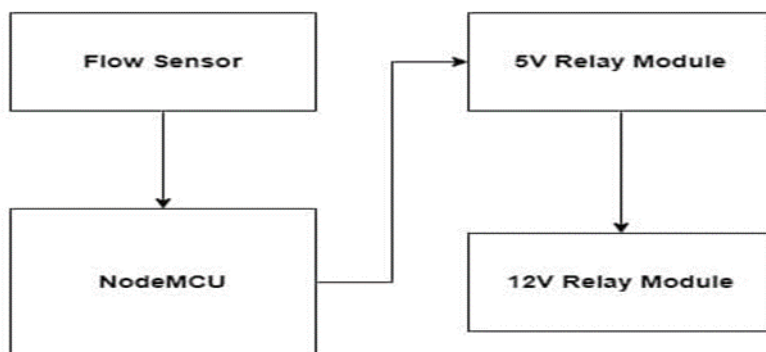 Flow Sensor
5V Relay Module
NodeMCU
12V Relay Module